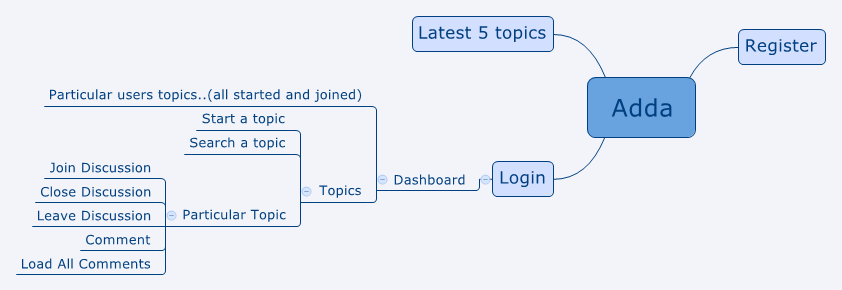 Latest 5 topics
Register
Adda
Particular users topics..(all started and joined)
Start a topic
Search a topic
Join Discussion
Login
Dashboard
Topics
Close Discussion
Leave Discussion
Particular Topic
Comment
Load All Comments